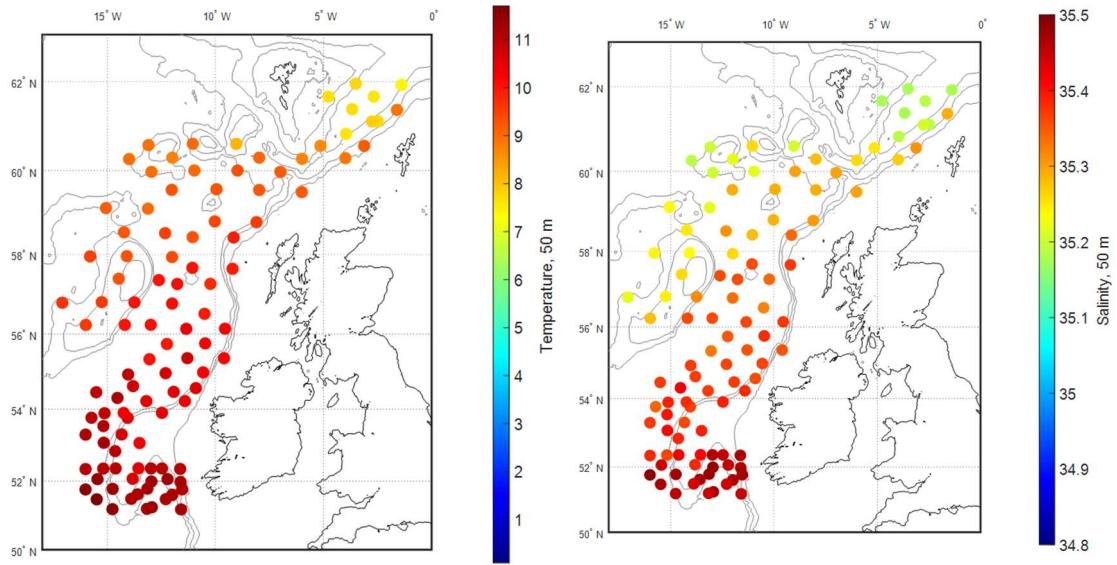 15° W 10° W 5° W 0°
62° N
60° N
58° N
56° N
54° N
52° N
50° N
11
10
9
8
7
6
5
4
3
2
1
Temperature, 50 m
15° W 10° W 5° W 0°
62° N
60° N
58° N
56° N
54° N
52° N
50° N
35.5
35.4
35.3
35.2
35.1
35
34.9
34.8
Salinity, 50 m